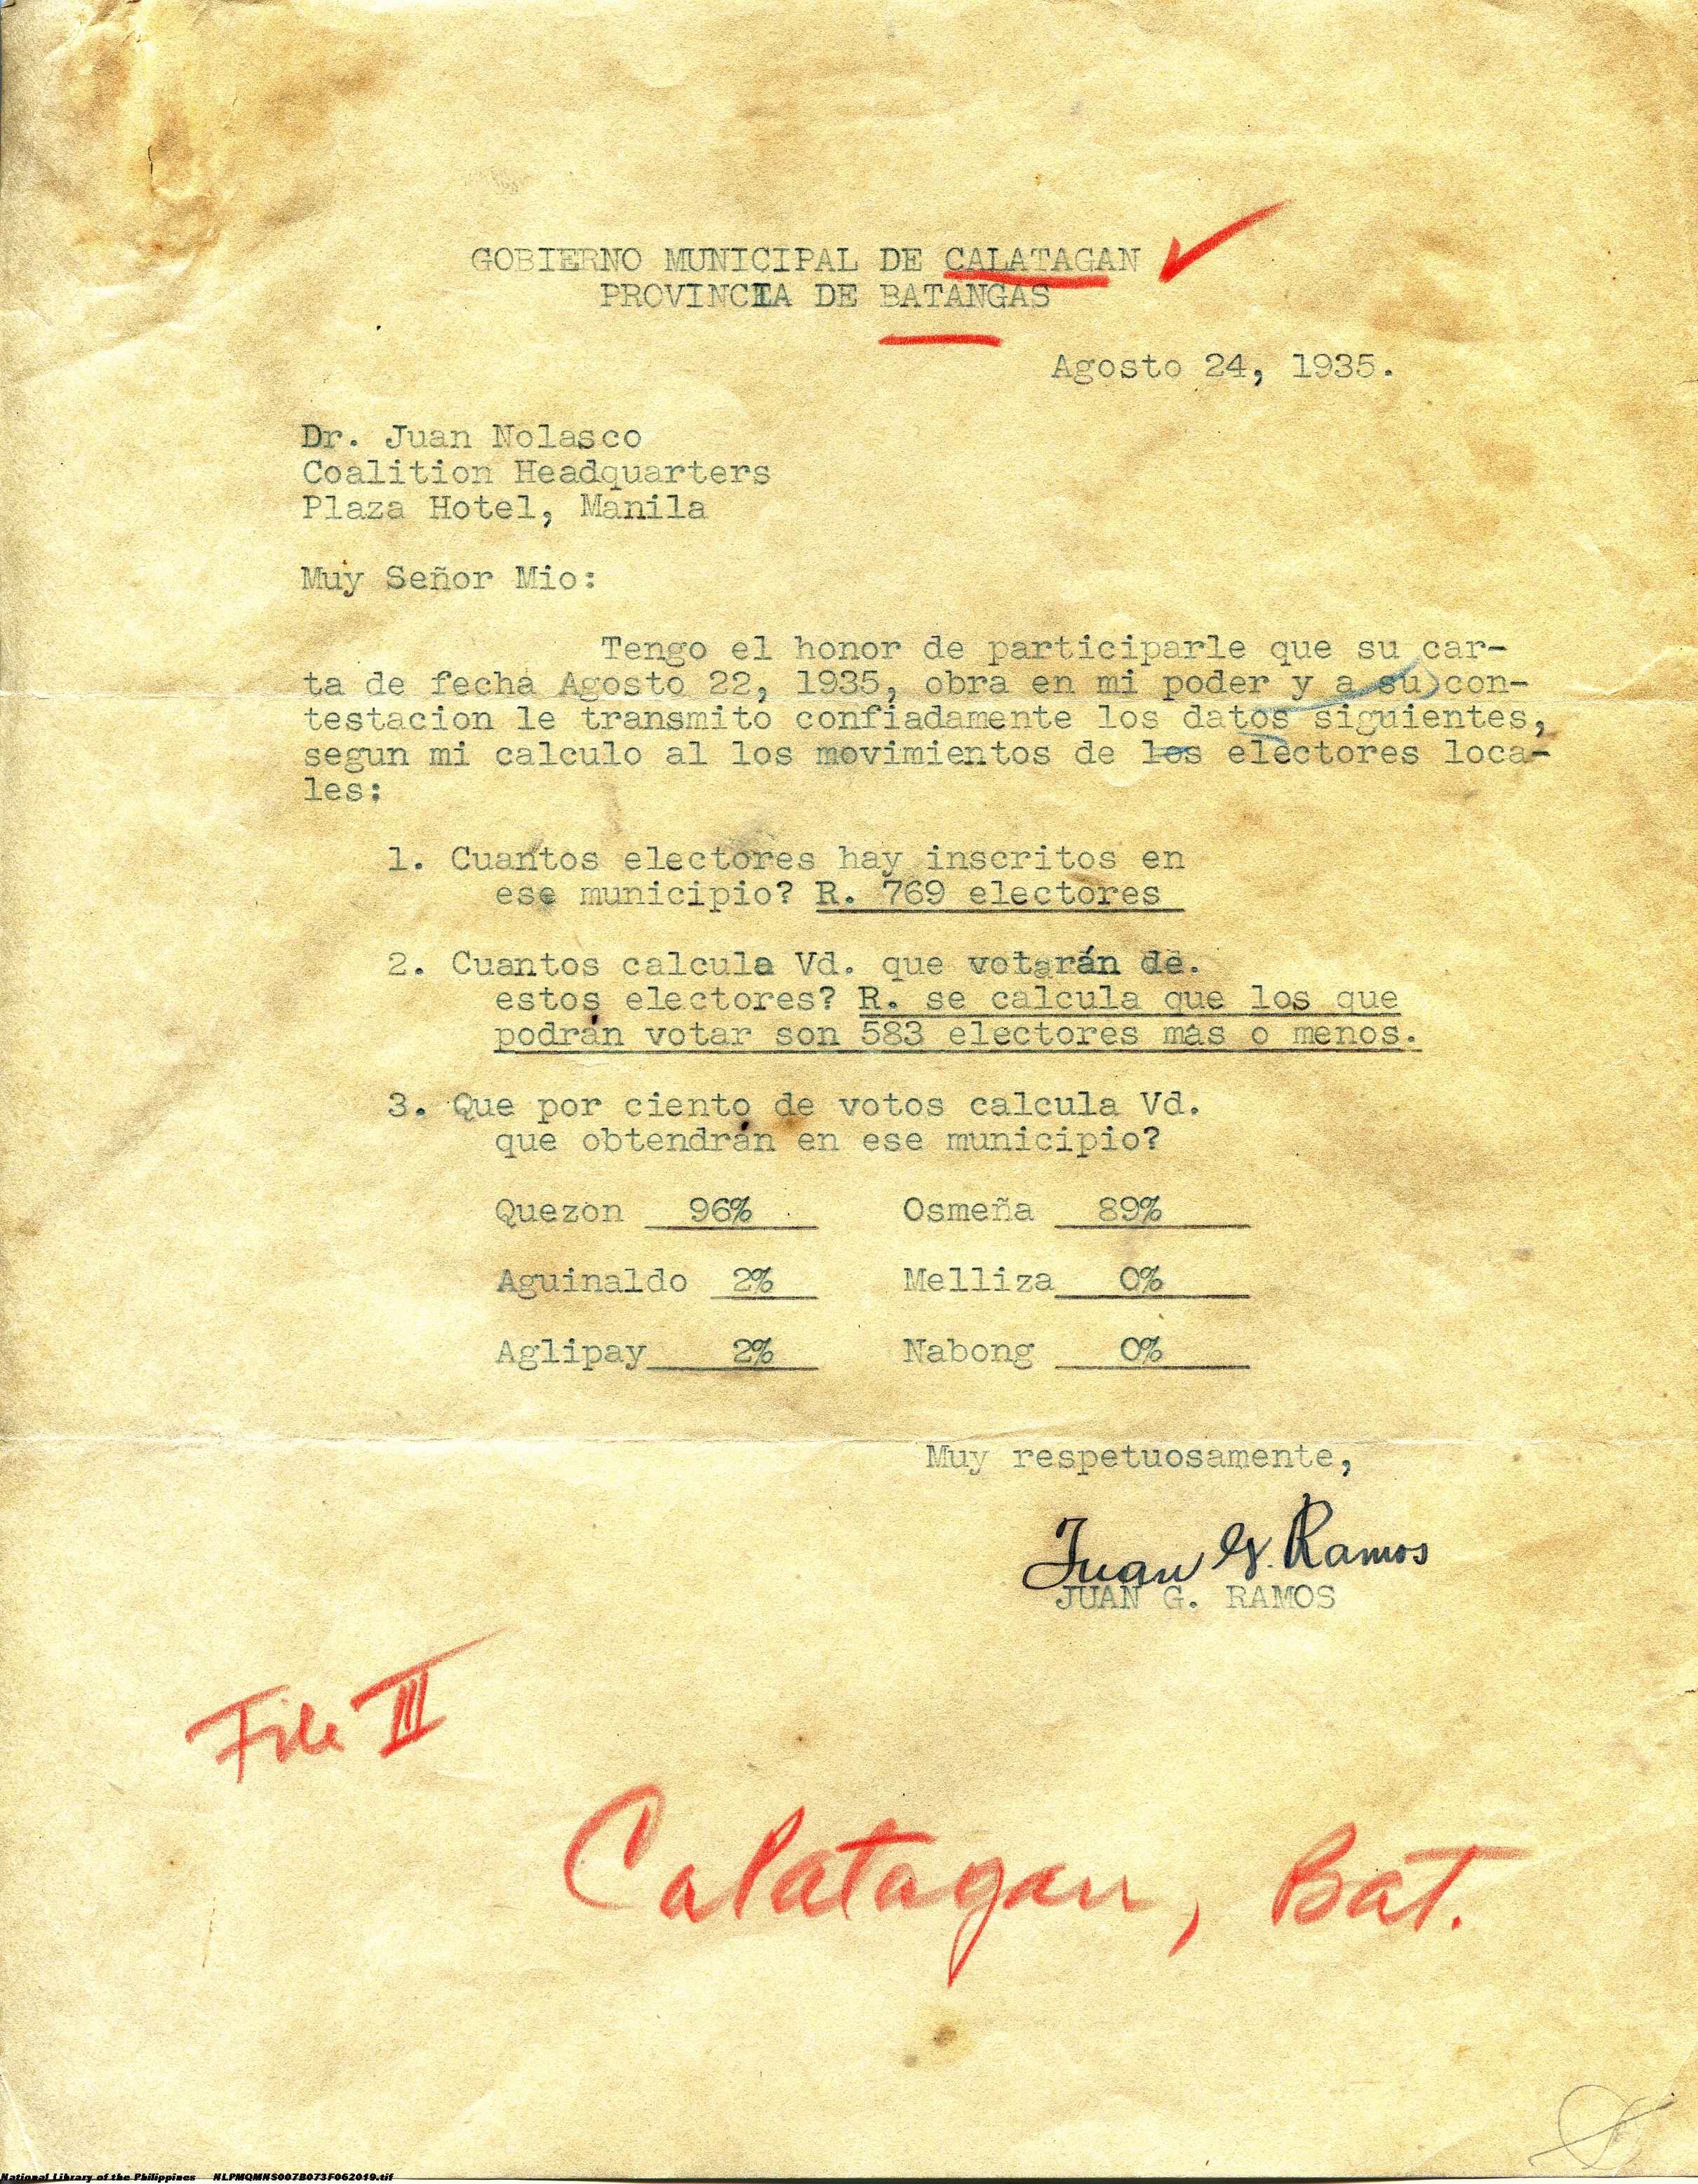 GOBIERNO MUNICIPAL DE CALATAGAN
PROVINCIA DE BATANGAS
Agosto 24, 1935.
Dr. Juan Nolasco
Coalition Headquarters
Plaza Hotel, Manila
Muy Señor Mio:
Tengo el honor de participarle que su car-
ta de fecha Agosto 22, 1935, obra en mi poder y a su con-
testacion le transmito confiadamente los datos siguientes,
segun mi calculo al los movimientos de los electores loca-
les:
1. Cuantos electores hay inscritos en
ese municipio? R. 769 electores
2. Cuantos calcula Vd. que votarán de.
estos electores? R. se calcula que los que
podrán votar son 583 electores más o menos.
3. Que por ciento de votos calcula Vd.
que obtendrán en ese municipio?
Quezon 96% Osmeña 89%
Aguinaldo 2% Melliza 0%
Aglipay 2% Nabong 0%
Muy respetuosamente,
Juan G. Ramos
JUAN G. RAMOS
File III
Calatagan, Bat.
National Library of the Philippines NLPMQMNS007B073F062019.tif